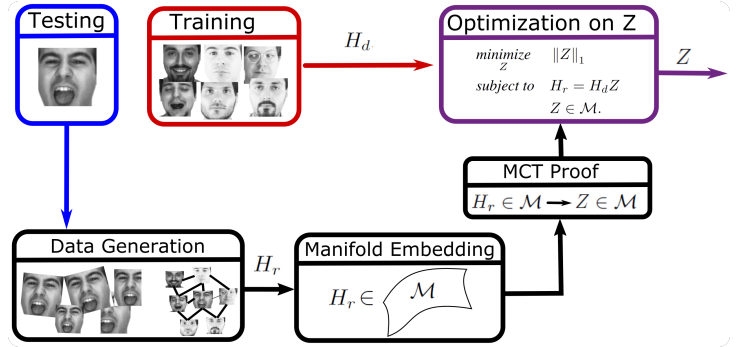 Testing
Training
H_d
Optimization on Z
minimize ‖Z‖₁
Z
subject to H_r = H_d Z
Z ∈ ℳ.
Z
MCT Proof
H_r ∈ ℳ → Z ∈ ℳ
Data Generation
H_r
Manifold Embedding
H_r ∈ ℳ